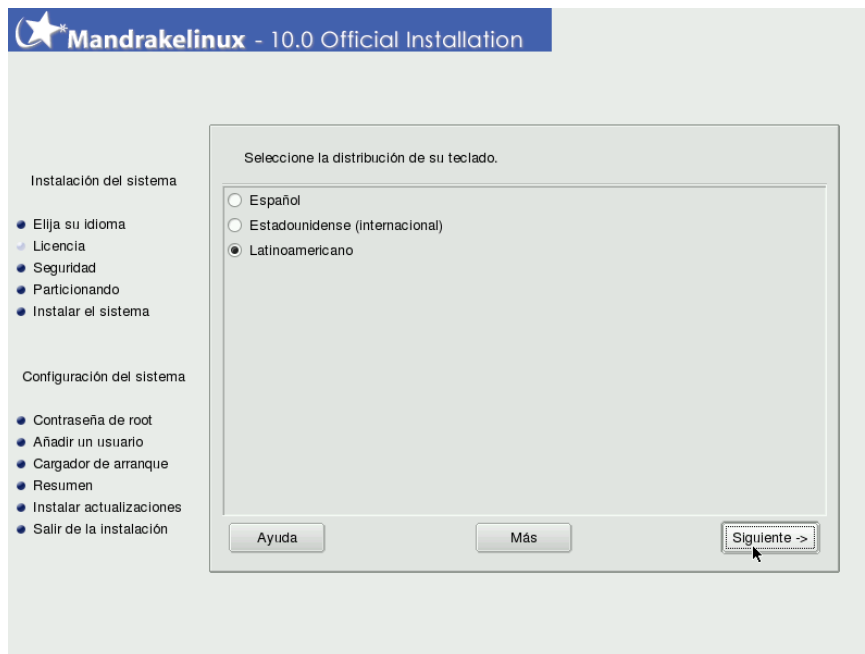 Mandrakelinux - 10.0 Official Installation
Instalación del sistema
Elija su idioma
Licencia
Seguridad
Particionando
Instalar el sistema
Configuración del sistema
Contraseña de root
Añadir un usuario
Cargador de arranque
Resumen
Instalar actualizaciones
Salir de la instalación
Seleccione la distribución de su teclado.
Español
Estadounidense (internacional)
Latinoamericano
Ayuda
Más
Siguiente ->